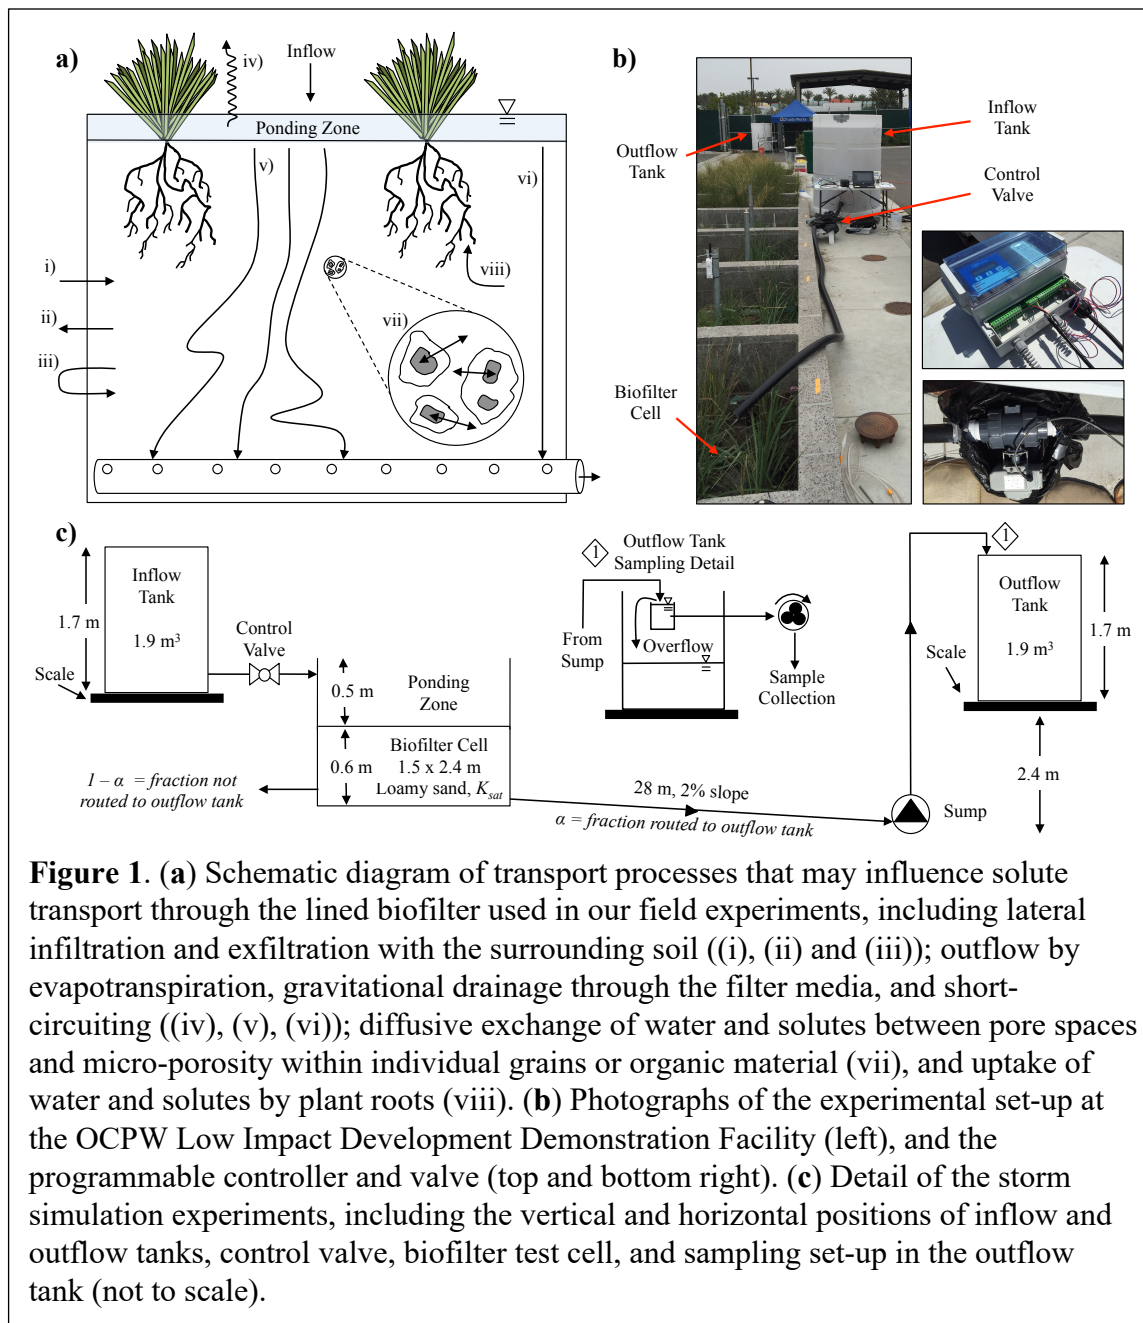 a)
iv)
Inflow
Ponding Zone
v)
vi)
i)
ii)
iii)
vii)
viii)
b)
Outflow
Tank
Inflow
Tank
Control
Valve
Biofilter
Cell
c)
Inflow
Tank
1.9 m³
1.7 m
Scale
Control
Valve
0.5 m
Ponding
Zone
0.6 m
Biofilter Cell
1.5 x 2.4 m
Loamy sand, Ksat
1 – α = fraction not
routed to outflow tank
1
Outflow Tank
Sampling Detail
From
Sump
Overflow
Sample
Collection
28 m, 2% slope
α = fraction routed to outflow tank
Sump
1
Outflow
Tank
1.9 m³
1.7 m
Scale
2.4 m
Figure 1. (a) Schematic diagram of transport processes that may influence solute
transport through the lined biofilter used in our field experiments, including lateral
infiltration and exfiltration with the surrounding soil ((i), (ii) and (iii)); outflow by
evapotranspiration, gravitational drainage through the filter media, and short-
circuiting ((iv), (v), (vi)); diffusive exchange of water and solutes between pore spaces
and micro-porosity within individual grains or organic material (vii), and uptake of
water and solutes by plant roots (viii). (b) Photographs of the experimental set-up at
the OCPW Low Impact Development Demonstration Facility (left), and the
programmable controller and valve (top and bottom right). (c) Detail of the storm
simulation experiments, including the vertical and horizontal positions of inflow and
outflow tanks, control valve, biofilter test cell, and sampling set-up in the outflow
tank (not to scale).